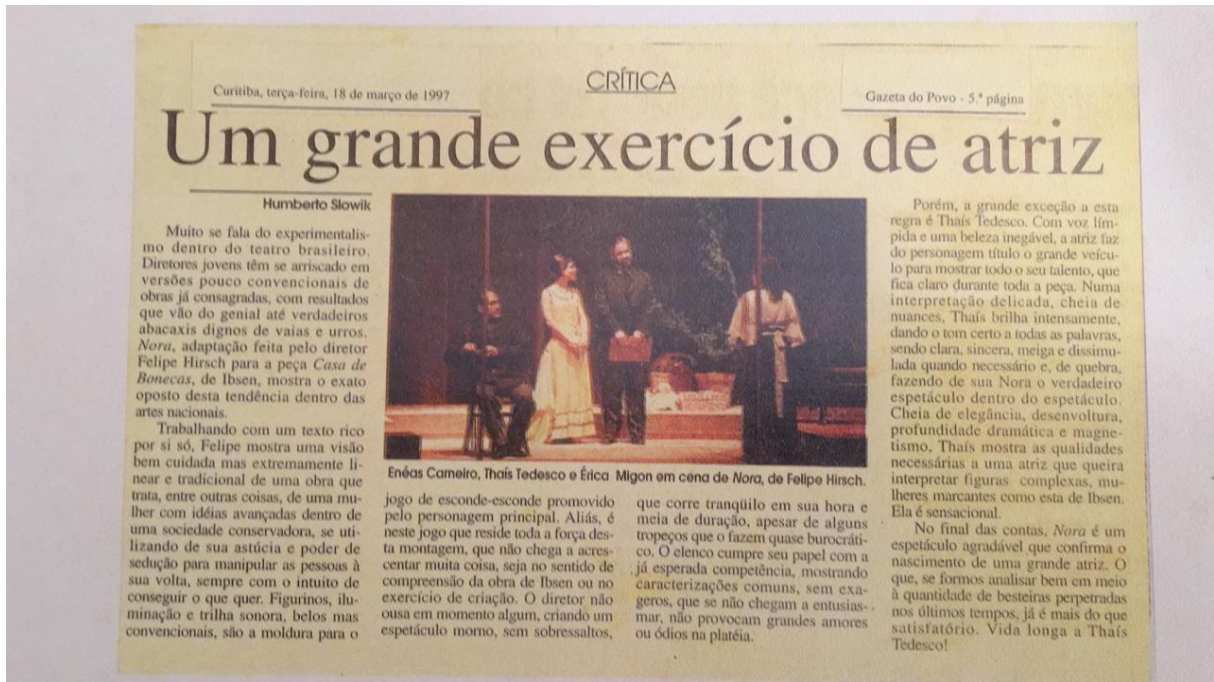 Curitiba, terça-feira, 18 de março de 1997
CRÍTICA
Gazeta do Povo - 5.ª página
Um grande exercício de atriz
Humberto Slowik
Muito se fala do experimentalis-
mo dentro do teatro brasileiro.
Diretores jovens têm se arriscado em
versões pouco convencionais de
obras já consagradas, com resultados
que vão do genial até verdadeiros
abacaxis dignos de vaias e urros.
Nora, adaptação feita pelo diretor
Felipe Hirsch para a peça Casa de
Bonecas, de Ibsen, mostra o exato
oposto desta tendência dentro das
artes nacionais.
Trabalhando com um texto rico
por si só, Felipe mostra uma visão
bem cuidada mas extremamente li-
near e tradicional de uma obra que
trata, entre outras coisas, de uma mu-
lher com idéias avançadas dentro de
uma sociedade conservadora, se uti-
lizando de sua astúcia e poder de
sedução para manipular as pessoas à
sua volta, sempre com o intuito de
conseguir o que quer. Figurinos, ilu-
minação e trilha sonora, belos mas
convencionais, são a moldura para o
Enéas Carneiro, Thaís Tedesco e Érica Migon em cena de Nora, de Felipe Hirsch.
jogo de esconde-esconde promovido
pelo personagem principal. Aliás, é
neste jogo que reside toda a força des-
ta montagem, que não chega a acres-
centar muita coisa, seja no sentido de
compreensão da obra de Ibsen ou no
exercício de criação. O diretor não
ousa em momento algum, criando um
espetáculo morno, sem sobressaltos,
que corre tranqüilo em sua hora e
meia de duração, apesar de alguns
tropeços que o fazem quase burocráti-
co. O elenco cumpre seu papel com a
já esperada competência, mostrando
caracterizações comuns, sem exa-
geros, que se não chegam a entusias-
mar, não provocam grandes amores
ou ódios na platéia.
Porém, a grande exceção a esta
regra é Thaís Tedesco. Com voz lím-
pida e uma beleza inegável, a atriz faz
do personagem título o grande veícu-
lo para mostrar todo o seu talento, que
fica claro durante toda a peça. Numa
interpretação delicada, cheia de
nuances, Thaís brilha intensamente,
dando o tom certo a todas as palavras,
sendo clara, sincera, meiga e dissimu-
lada quando necessário e, de quebra,
fazendo de sua Nora o verdadeiro
espetáculo dentro do espetáculo.
Cheia de elegância, desenvoltura,
profundidade dramática e magne-
tismo, Thaís mostra as qualidades
necessárias a uma atriz que queira
interpretar figuras complexas, mu-
lheres marcantes como esta de Ibsen.
Ela é sensacional.
No final das contas, Nora é um
espetáculo agradável que confirma o
nascimento de uma grande atriz. O
que, se formos analisar bem em meio
à quantidade de besteiras perpetradas
nos últimos tempos, já é mais do que
satisfatório. Vida longa a Thaís
Tedesco!